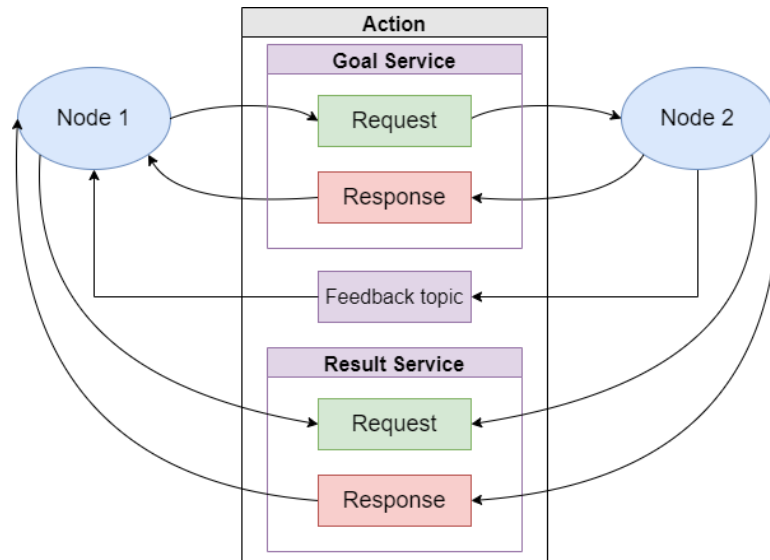 Action
Goal Service
Node 1
Request
Node 2
Response
Feedback topic
Result Service
Request
Response